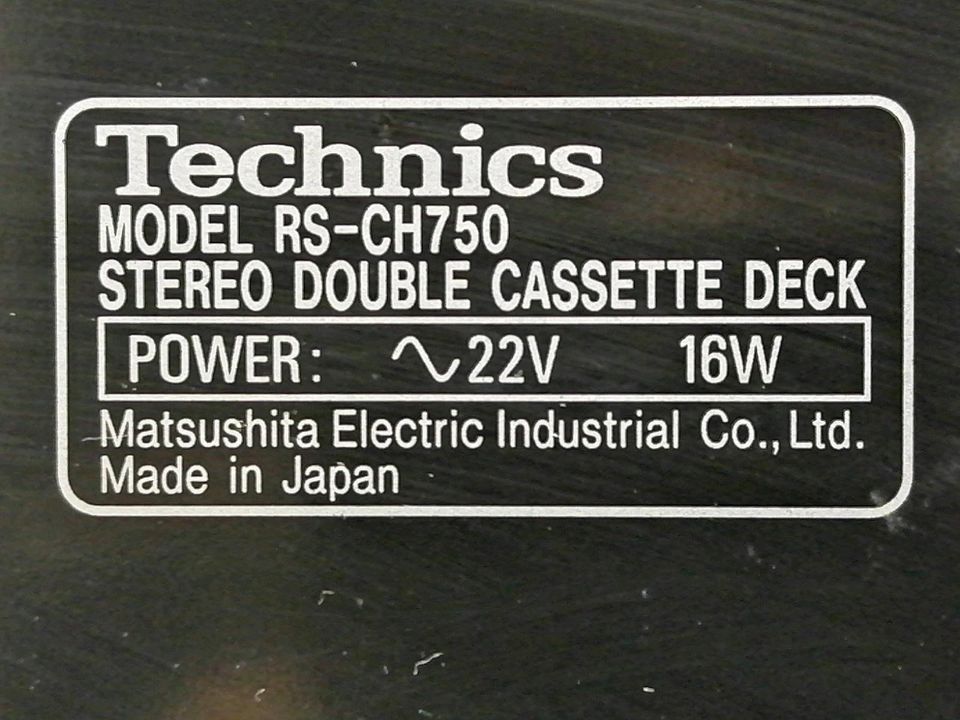 Technics
MODEL RS-CH750
STEREO DOUBLE CASSETTE DECK
POWER: ∿22V 16W
Matsushita Electric Industrial Co., Ltd.
Made in Japan